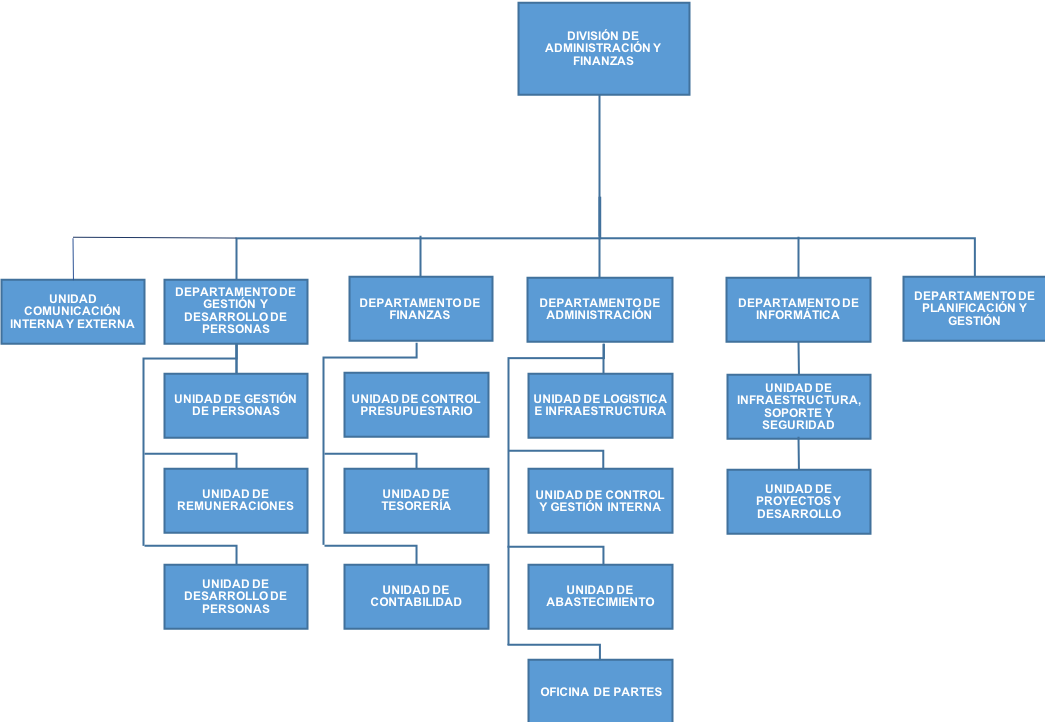 DIVISIÓN DE
ADMINISTRACIÓN Y
FINANZAS
UNIDAD
COMUNICACIÓN
INTERNA Y EXTERNA
DEPARTAMENTO DE
GESTIÓN Y
DESARROLLO DE
PERSONAS
DEPARTAMENTO DE
FINANZAS
DEPARTAMENTO DE
ADMINISTRACIÓN
DEPARTAMENTO DE
INFORMÁTICA
DEPARTAMENTO DE
PLANIFICACIÓN Y
GESTIÓN
UNIDAD DE GESTIÓN
DE PERSONAS
UNIDAD DE CONTROL
PRESUPUESTARIO
UNIDAD DE LOGISTICA
E INFRAESTRUCTURA
UNIDAD DE
INFRAESTRUCTURA,
SOPORTE Y
SEGURIDAD
UNIDAD DE
REMUNERACIONES
UNIDAD DE
TESORERÍA
UNIDAD DE CONTROL
Y GESTIÓN INTERNA
UNIDAD DE
PROYECTOS Y
DESARROLLO
UNIDAD DE
DESARROLLO DE
PERSONAS
UNIDAD DE
CONTABILIDAD
UNIDAD DE
ABASTECIMIENTO
OFICINA DE PARTES